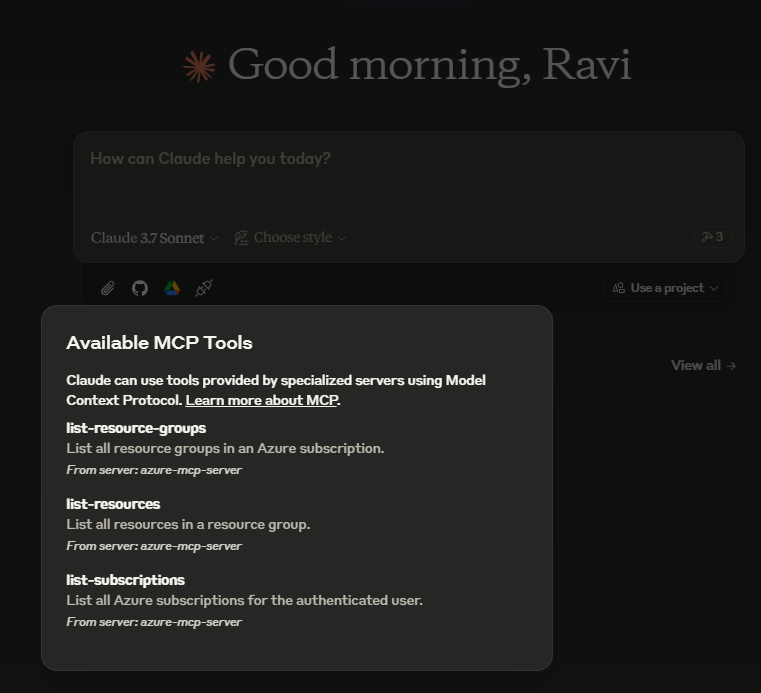 Good morning, Ravi
How can Claude help you today?
Claude 3.7 Sonnet
Choose style
3
Use a project
View all →
Available MCP Tools
Claude can use tools provided by specialized servers using Model
Context Protocol. Learn more about MCP.
list-resource-groups
List all resource groups in an Azure subscription.
From server: azure-mcp-server
list-resources
List all resources in a resource group.
From server: azure-mcp-server
list-subscriptions
List all Azure subscriptions for the authenticated user.
From server: azure-mcp-server